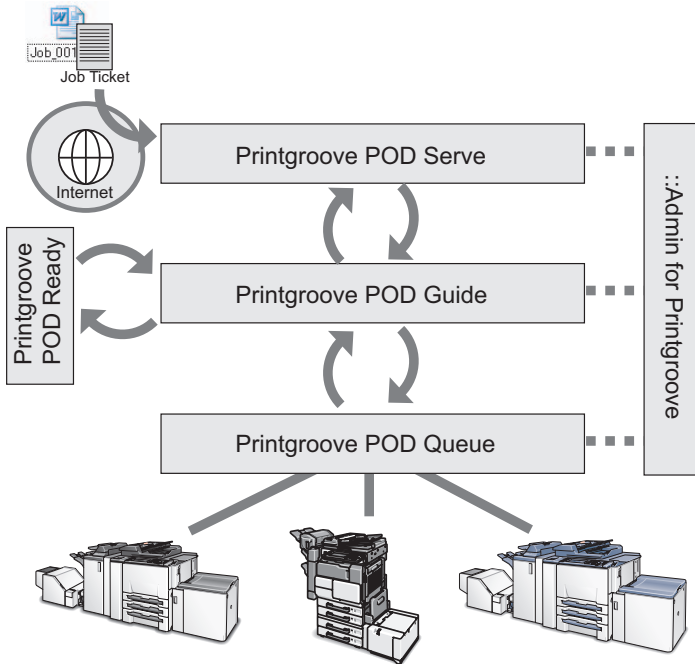 Job_001
Job Ticket
Internet
Printgroove POD Serve
Printgroove
POD Ready
Printgroove POD Guide
Printgroove POD Queue
::Admin for Printgroove